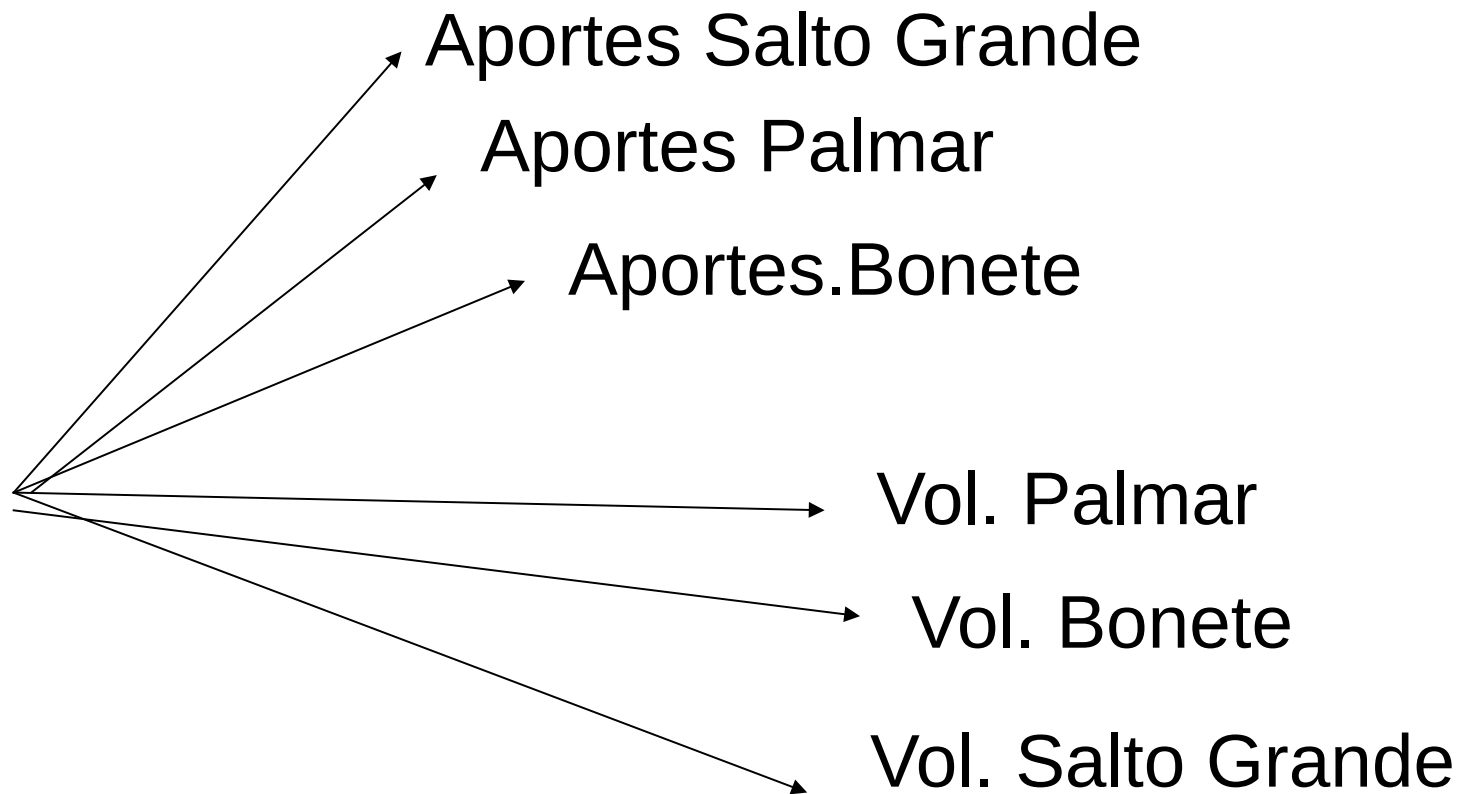 Aportes Salto Grande
Aportes Palmar
Aportes.Bonete
Vol. Palmar
Vol. Bonete
Vol. Salto Grande